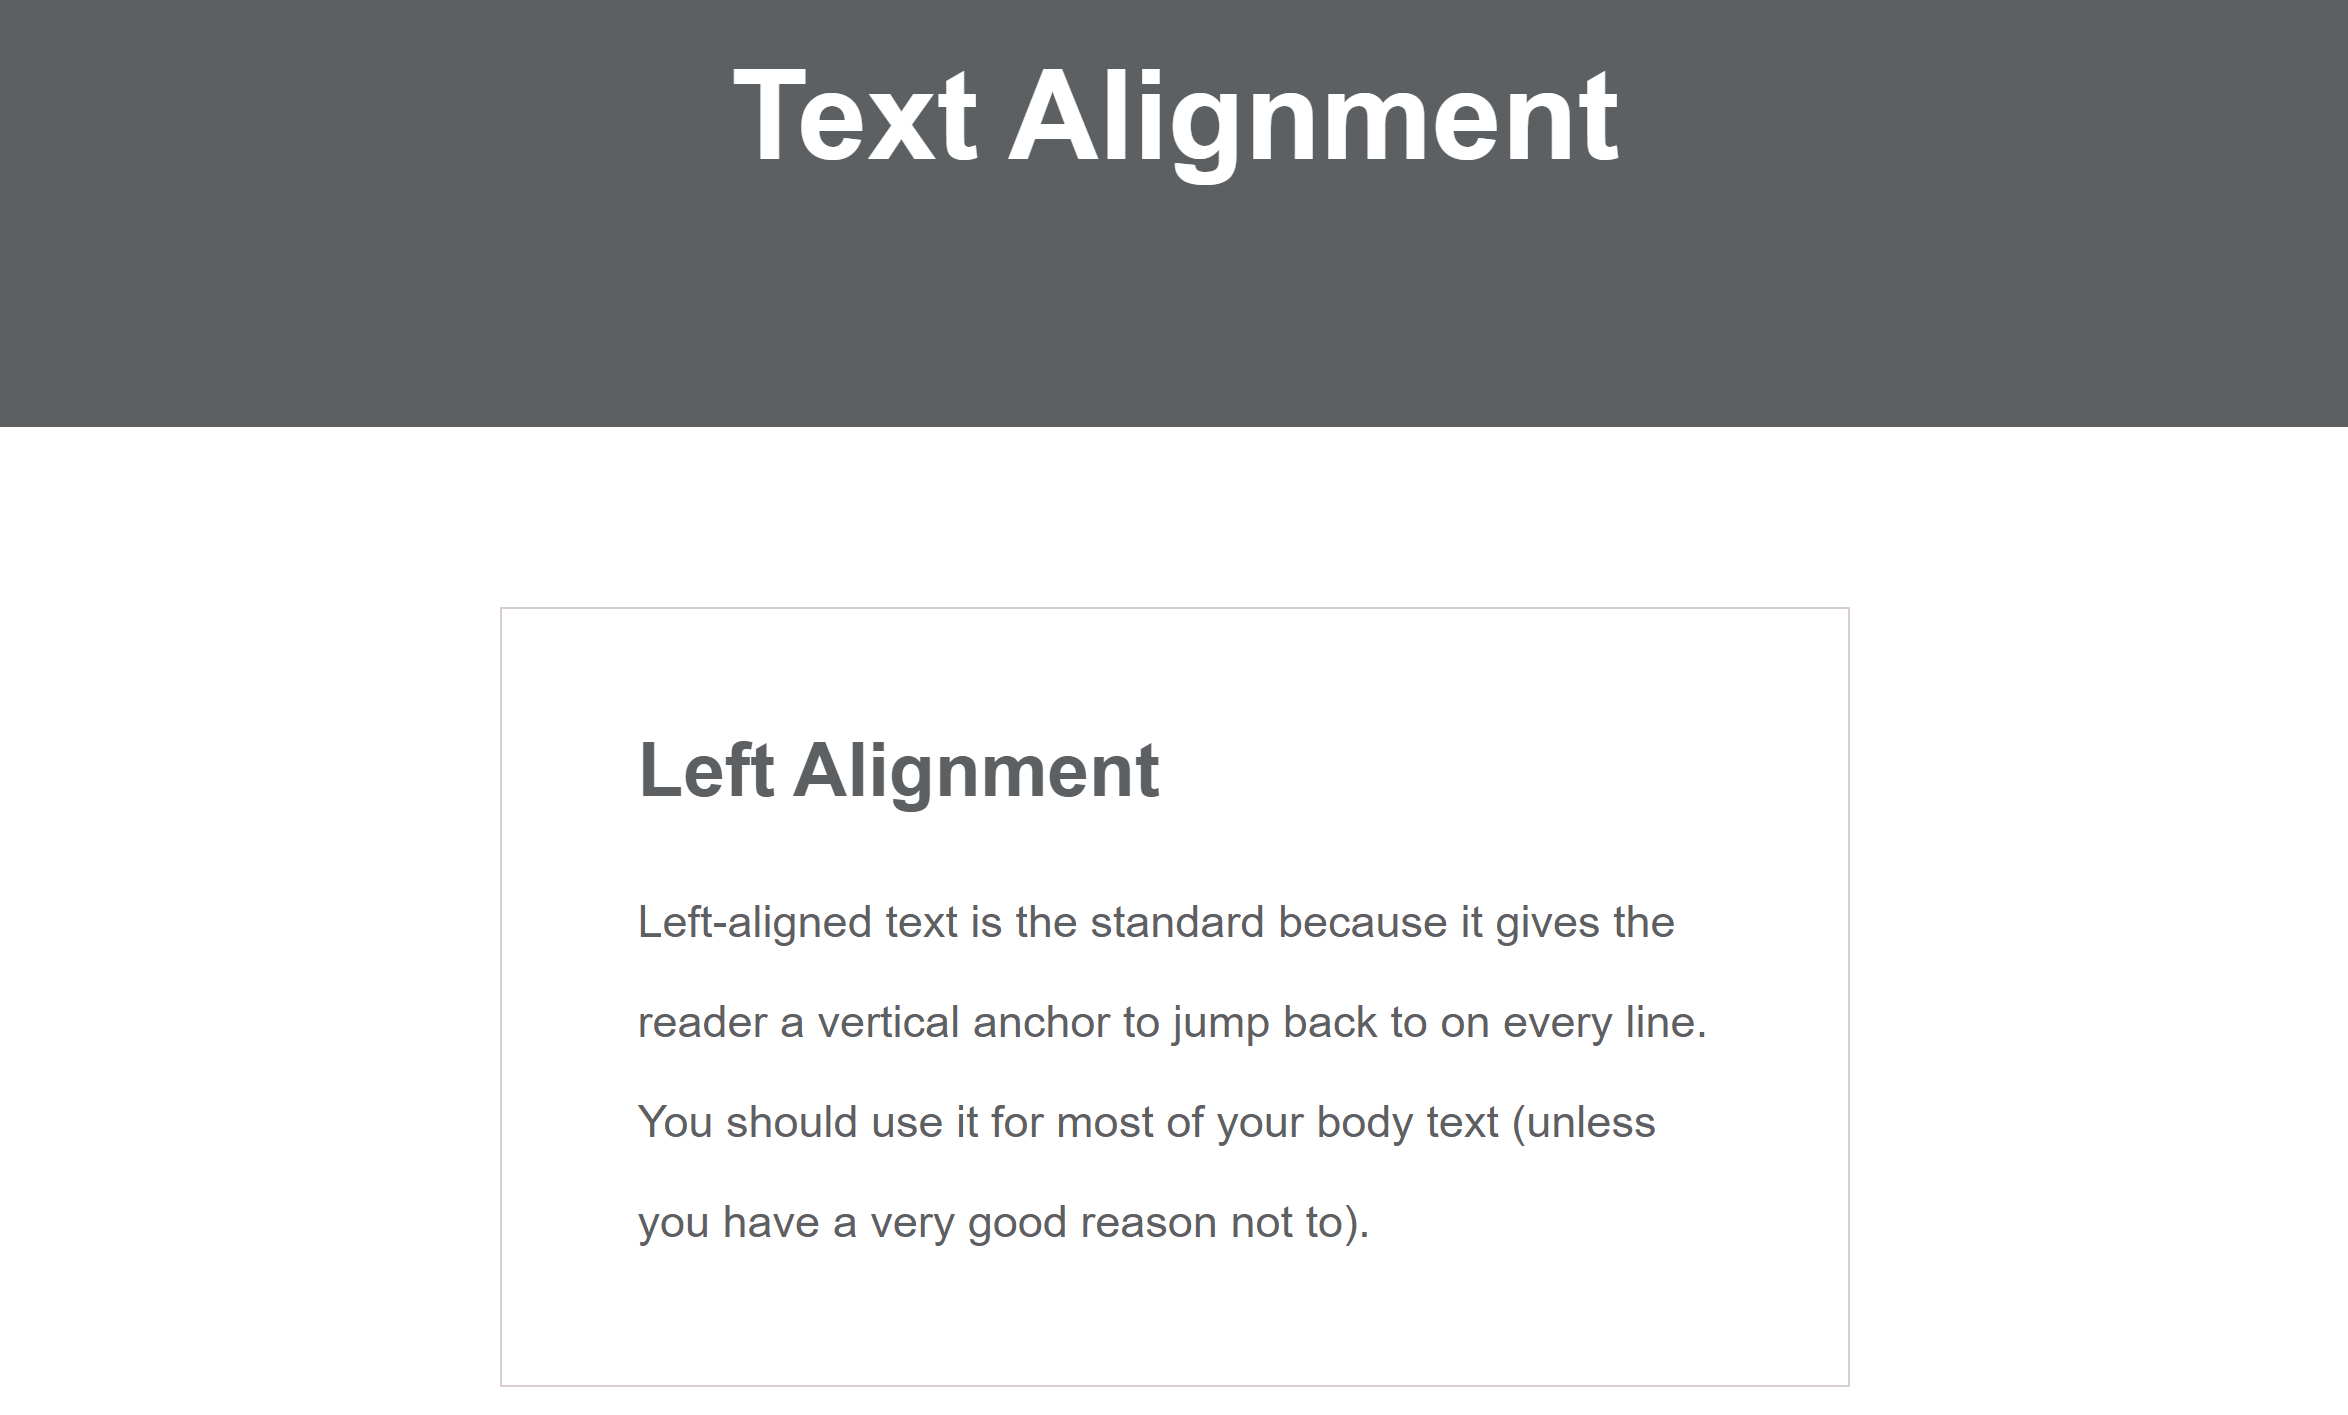 Text Alignment
Left Alignment
Left-aligned text is the standard because it gives the
reader a vertical anchor to jump back to on every line.
You should use it for most of your body text (unless
you have a very good reason not to).